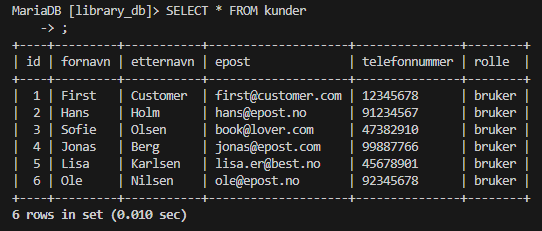 MariaDB [library_db]> SELECT * FROM kunder
    -> ;
+----+---------+-----------+--------------------+---------------+--------+
| id | fornavn | etternavn | epost              | telefonnummer | rolle  |
+----+---------+-----------+--------------------+---------------+--------+
|  1 | First   | Customer  | first@customer.com | 12345678      | bruker |
|  2 | Hans    | Holm      | hans@epost.no      | 91234567      | bruker |
|  3 | Sofie   | Olsen     | book@lover.com     | 47382910      | bruker |
|  4 | Jonas   | Berg      | jonas@epost.com    | 99887766      | bruker |
|  5 | Lisa    | Karlsen   | lisa.er@best.no    | 45678901      | bruker |
|  6 | Ole     | Nilsen    | ole@epost.no       | 92345678      | bruker |
+----+---------+-----------+--------------------+---------------+--------+
6 rows in set (0.010 sec)